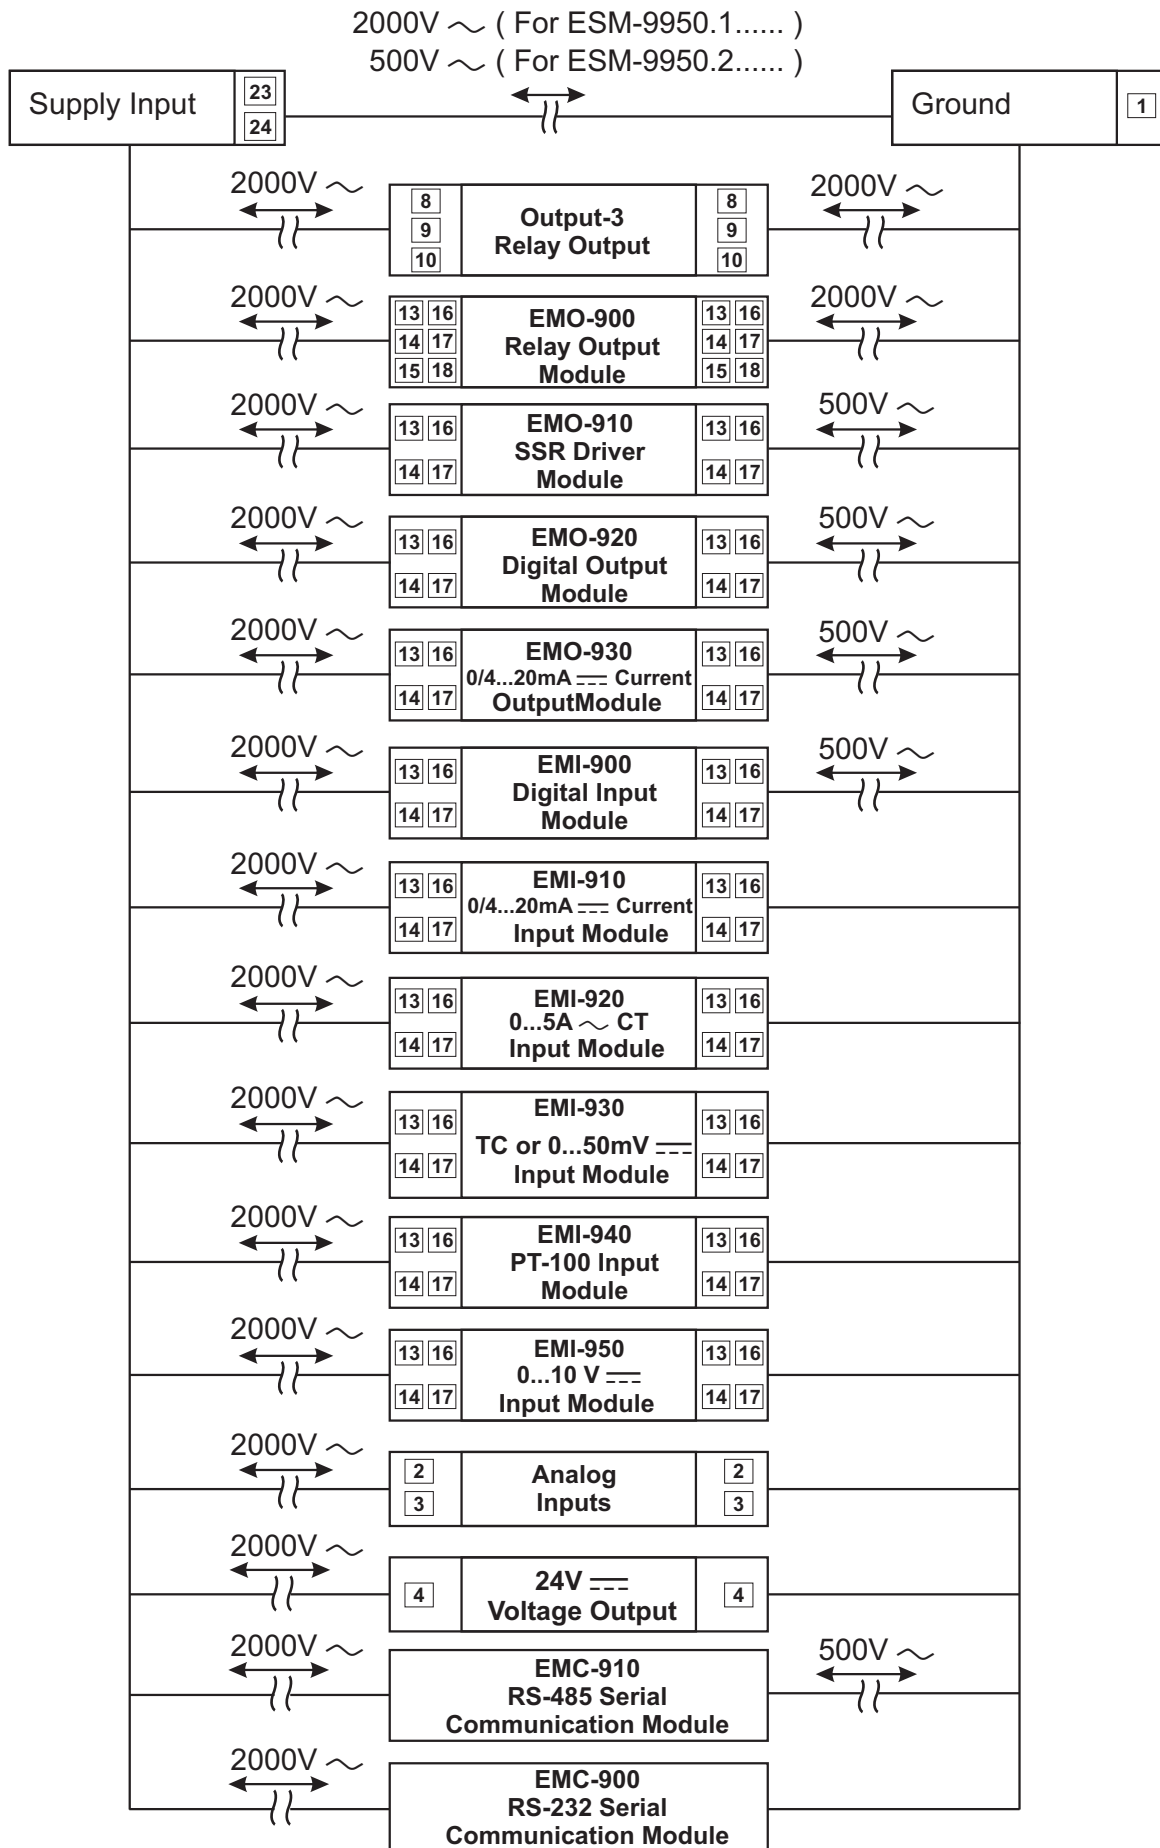 2000V ~ ( For ESM-9950.1...... )
500V ~ ( For ESM-9950.2...... )
Supply Input 23 24
Ground 1
2000V ~ 2000V ~
8 Output-3 8
9 Relay Output 9
10 10
2000V ~ 2000V ~
13 16 EMO-900 13 16
14 17 Relay Output 14 17
15 18 Module 15 18
2000V ~ 500V ~
13 16 EMO-910 13 16
SSR Driver
14 17 Module 14 17
2000V ~ 500V ~
13 16 EMO-920 13 16
Digital Output
14 17 Module 14 17
2000V ~ 500V ~
13 16 EMO-930 13 16
0/4...20mA ⎓ Current
14 17 OutputModule 14 17
2000V ~ 500V ~
13 16 EMI-900 13 16
Digital Input
14 17 Module 14 17
2000V ~
13 16 EMI-910 13 16
0/4...20mA ⎓ Current
14 17 Input Module 14 17
2000V ~
13 16 EMI-920 13 16
0...5A ~ CT
14 17 Input Module 14 17
2000V ~
13 16 EMI-930 13 16
TC or 0...50mV ⎓
14 17 Input Module 14 17
2000V ~
13 16 EMI-940 13 16
PT-100 Input
14 17 Module 14 17
2000V ~
13 16 EMI-950 13 16
0...10 V ⎓
14 17 Input Module 14 17
2000V ~
2 Analog 2
3 Inputs 3
2000V ~
4 24V ⎓ 4
Voltage Output
2000V ~ 500V ~
EMC-910
RS-485 Serial
Communication Module
2000V ~
EMC-900
RS-232 Serial
Communication Module